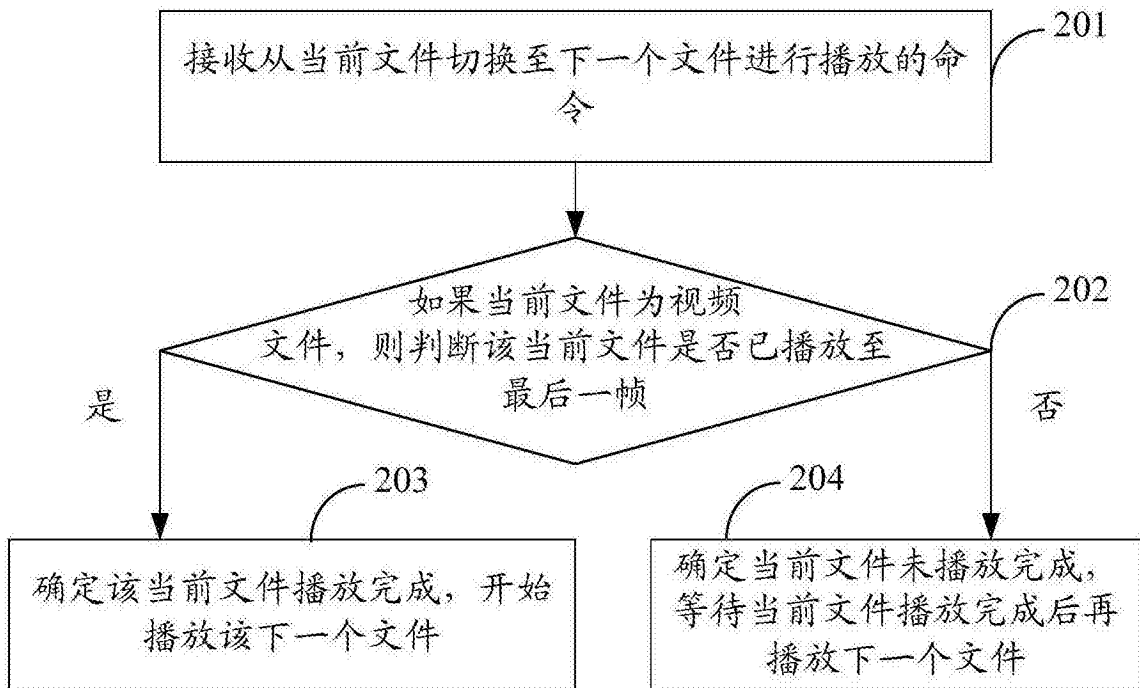 201
接收从当前文件切换至下一个文件进行播放的命
令
202
如果当前文件为视频
文件，则判断该当前文件是否已播放至
最后一帧
是
否
203
204
确定该当前文件播放完成，开始
播放该下一个文件
确定当前文件未播放完成，
等待当前文件播放完成后再
播放下一个文件